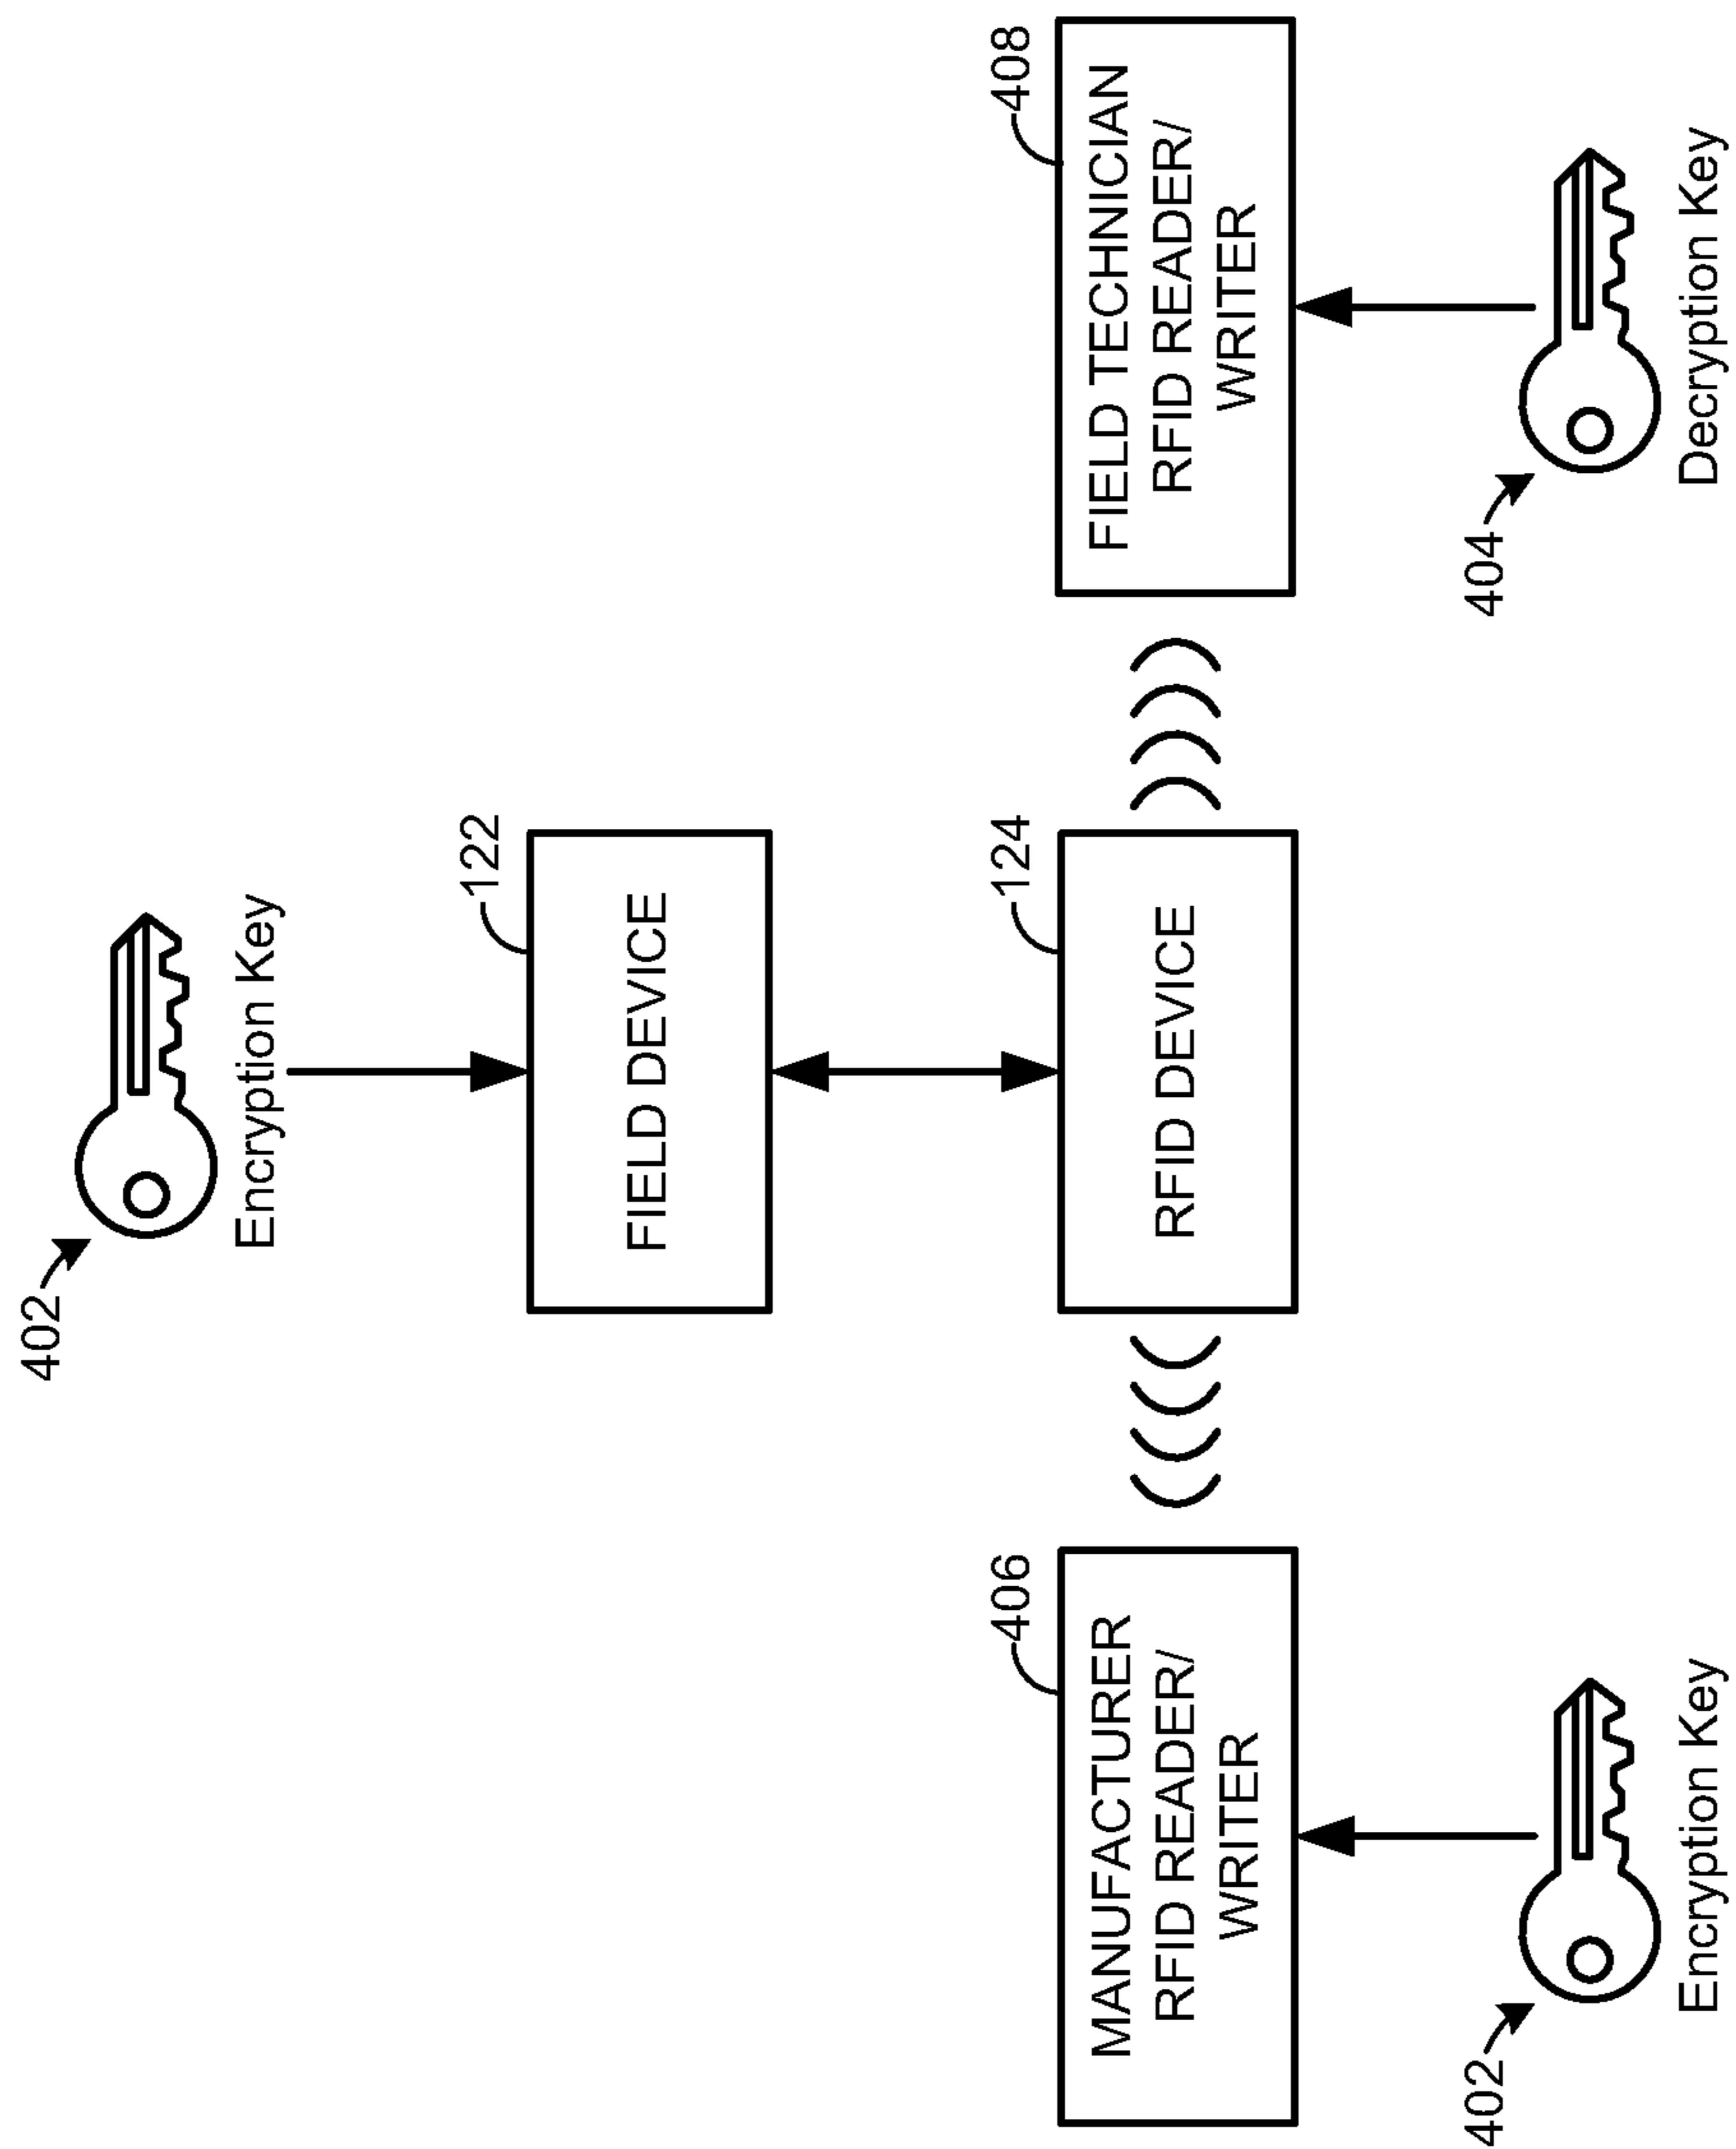 402
Encryption Key
122
FIELD DEVICE
406
124
408
MANUFACTURER
RFID READER/
WRITER
RFID DEVICE
FIELD TECHNICIAN
RFID READER/
WRITER
402
Encryption Key
404
Decryption Key